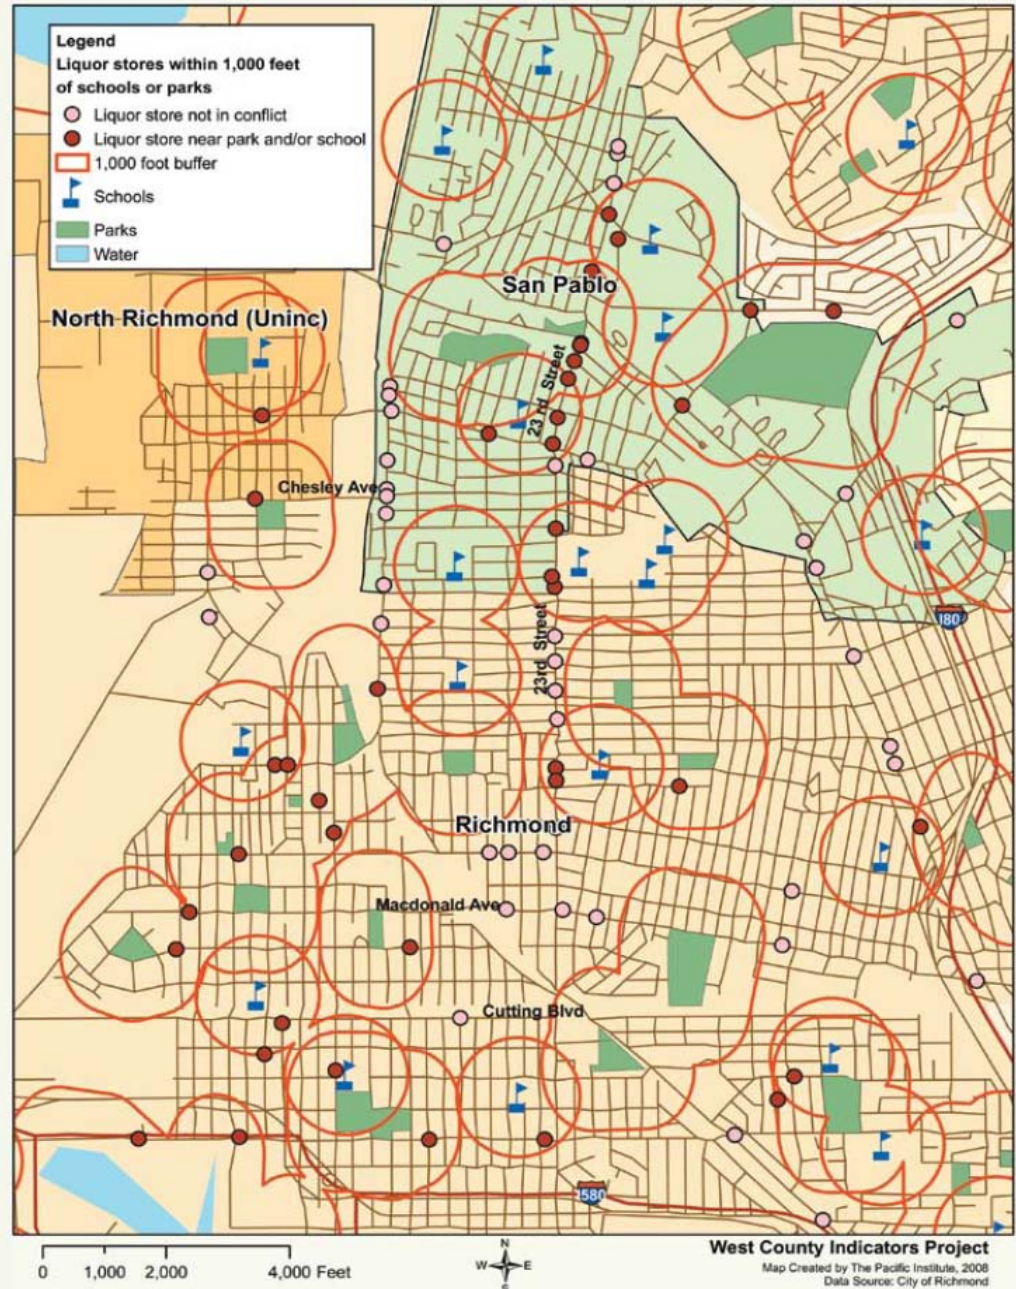 Legend
Liquor stores within 1,000 feet
of schools or parks
Liquor store not in conflict
Liquor store near park and/or school
1,000 foot buffer
Schools
Parks
Water
San Pablo
North Richmond (Uninc)
23 rd Street
Chesley Ave
180
23rd Street
Richmond
Macdonald Ave
Cutting Blvd
580
0 1,000 2,000 4,000 Feet
N
W E
S
West County Indicators Project
Map Created by The Pacific Institute, 2008
Data Source: City of Richmond